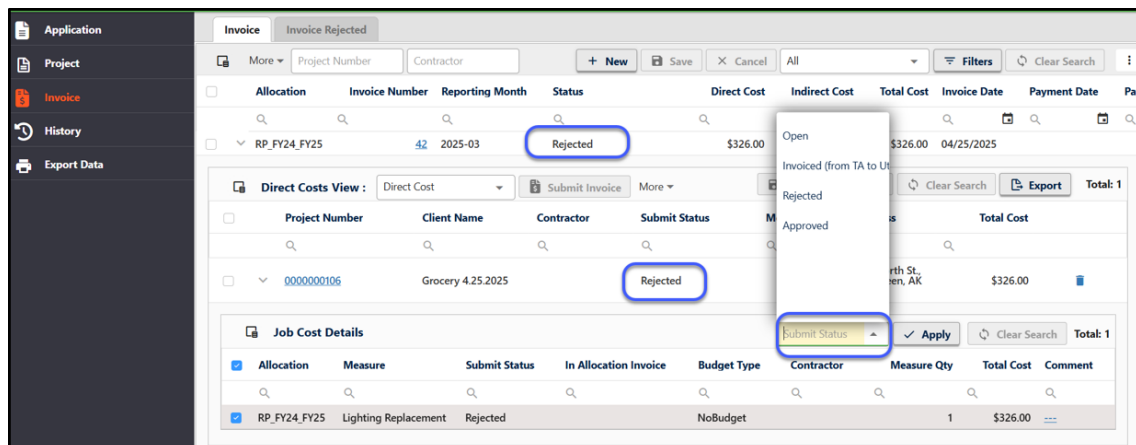 Application
Project
Invoice
History
Export Data
Invoice Invoice Rejected
More Project Number Contractor + New Save Cancel All Filters Clear Search
Allocation Invoice Number Reporting Month Status Direct Cost Indirect Cost Total Cost Invoice Date Payment Date Pa
RP_FY24_FY25 42 2025-03 Rejected $326.00 $326.00 04/25/2025
Open
Invoiced (from TA to Ut
Rejected
Approved
Direct Costs View : Direct Cost Submit Invoice More Clear Search Export Total: 1
Project Number Client Name Contractor Submit Status M ss Total Cost
0000000106 Grocery 4.25.2025 Rejected rth St., $326.00
en, AK
Job Cost Details Submit Status Apply Clear Search Total: 1
Allocation Measure Submit Status In Allocation Invoice Budget Type Contractor Measure Qty Total Cost Comment
RP_FY24_FY25 Lighting Replacement Rejected NoBudget 1 $326.00 ---